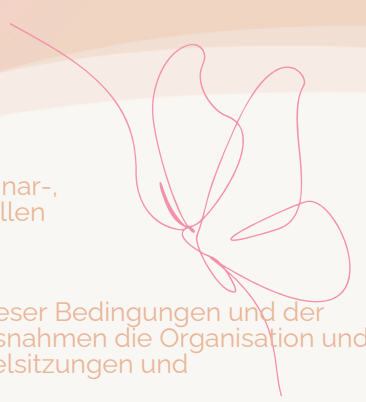 nar-,
llen
eser Bedingungen und der
snahmen die Organisation und
elsitzungen und